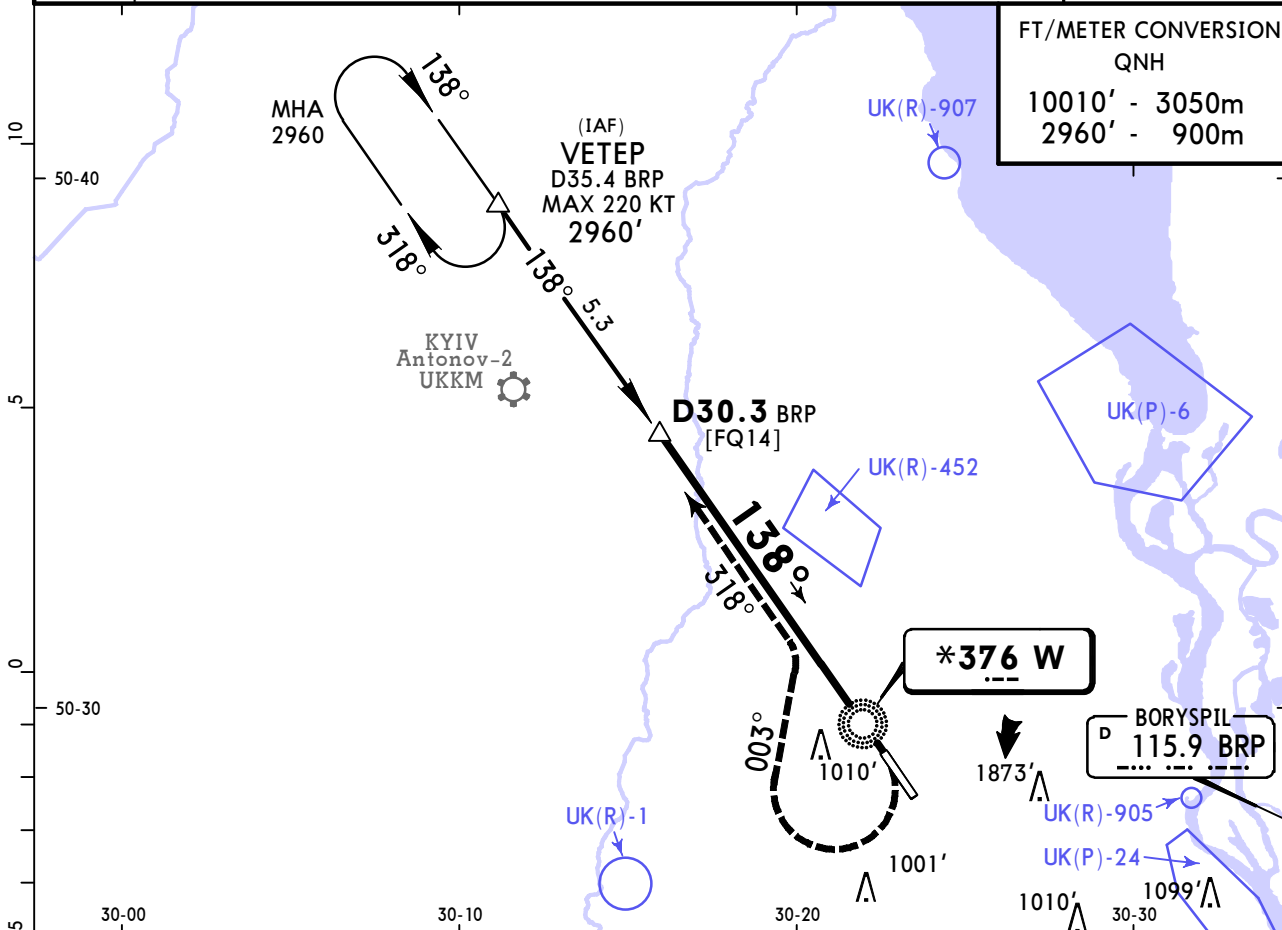 FT/METER CONVERSION
QNH
10010' - 3050m
2960' - 900m
138°
MHA
2960
(IAF)
VETEP
D35.4 BRP
MAX 220 KT
2960'
UK(R)-907
10
50-40
318°
138°
5.3
KYIV
Antonov-2
UKKM
5
D30.3 BRP
[FQ14]
UK(P)-6
UK(R)-452
138°
318°
0
50-30
*376 W
003°
1010'
BORYSPIL
D 115.9 BRP
1873'
UK(R)-905
UK(R)-1
UK(P)-24
1001'
1010'
1099'
5
30-00
30-10
30-20
30-30